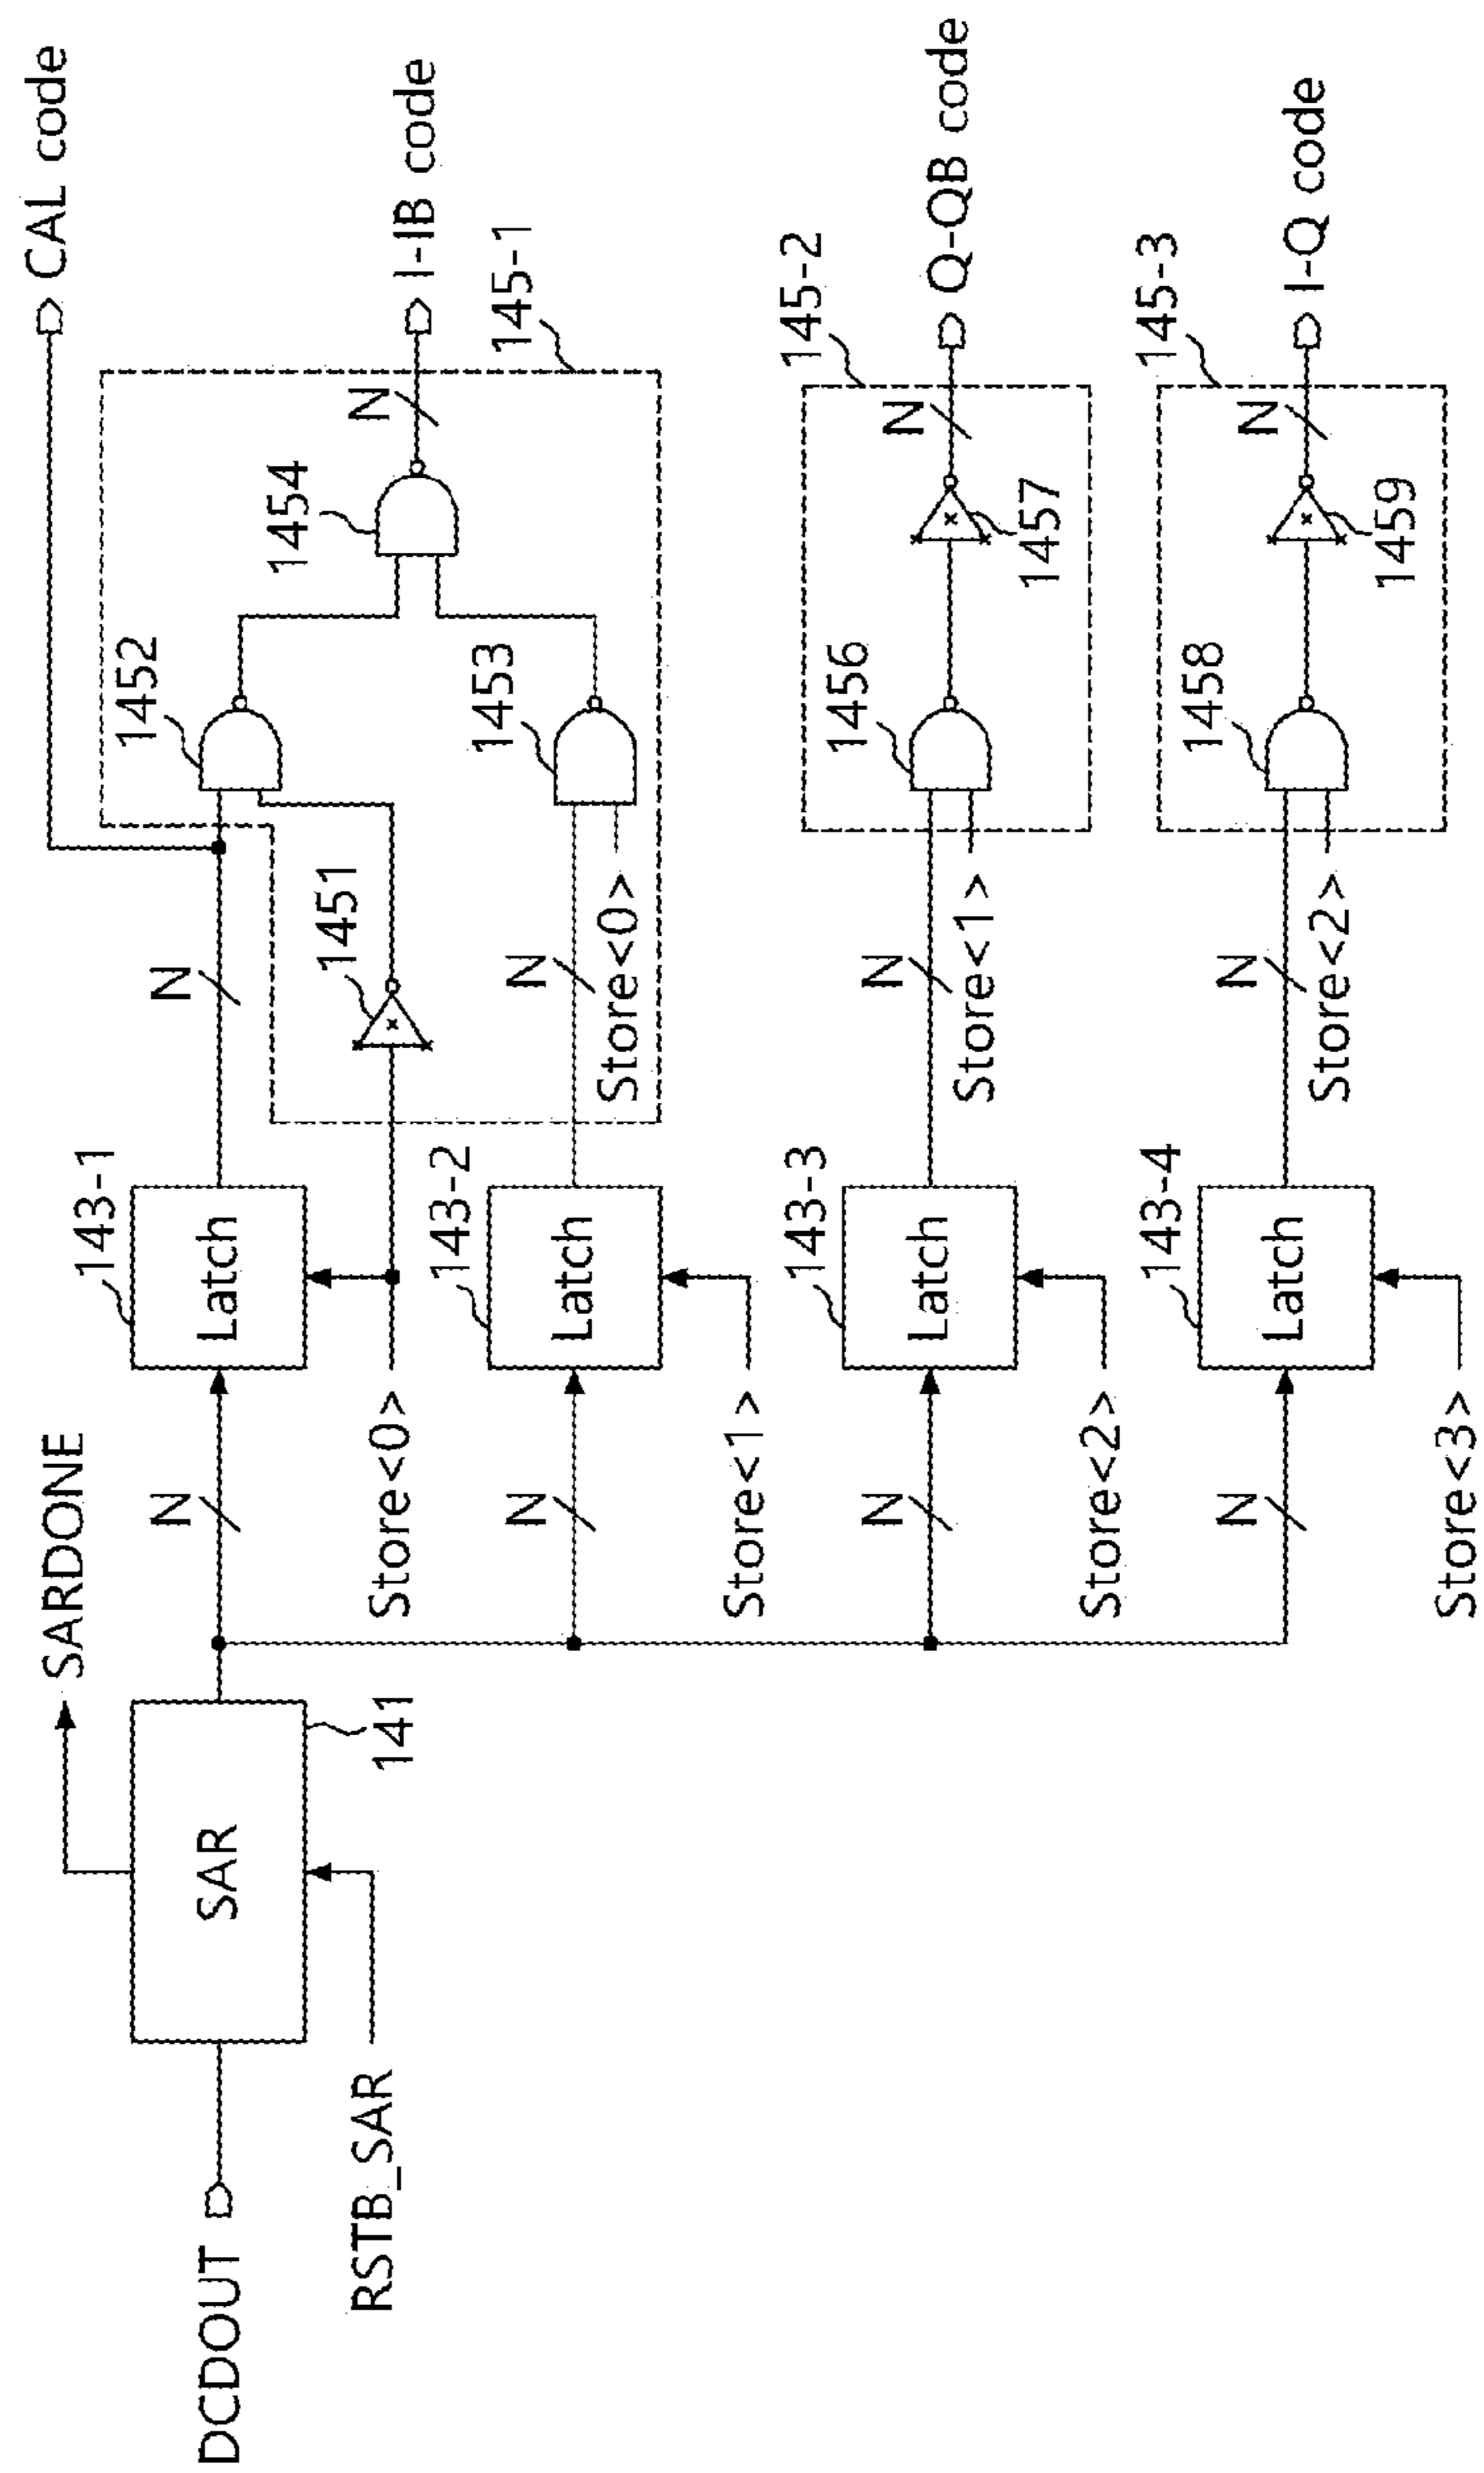 DCDOUT
RSTB_SAR
SAR
141
SARDONE
N
N
N
N
Store<0>
Store<1>
Store<2>
Store<3>
Latch
143-1
Latch
143-2
Latch
143-3
Latch
143-4
N
1451
N
Store<0>
N
Store<1>
N
Store<2>
1452
1453
1454
N
145-1
1456
1457
N
145-2
1458
1459
N
145-3
CAL code
I-IB code
Q-QB code
I-Q code